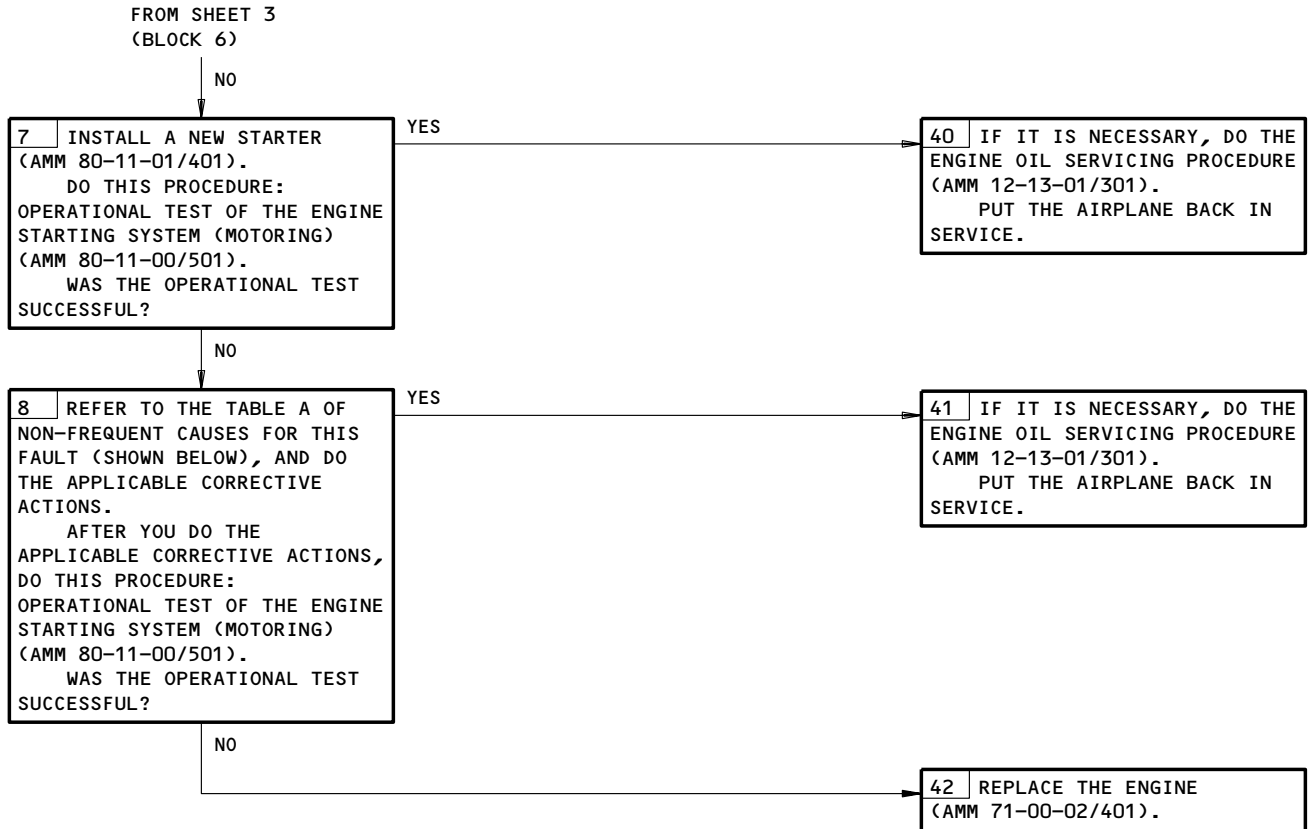 FROM SHEET 3
(BLOCK 6)
NO
7 INSTALL A NEW STARTER
(AMM 80-11-01/401).
DO THIS PROCEDURE:
OPERATIONAL TEST OF THE ENGINE
STARTING SYSTEM (MOTORING)
(AMM 80-11-00/501).
WAS THE OPERATIONAL TEST
SUCCESSFUL?
YES
40 IF IT IS NECESSARY, DO THE
ENGINE OIL SERVICING PROCEDURE
(AMM 12-13-01/301).
PUT THE AIRPLANE BACK IN
SERVICE.
NO
8 REFER TO THE TABLE A OF
NON-FREQUENT CAUSES FOR THIS
FAULT (SHOWN BELOW), AND DO
THE APPLICABLE CORRECTIVE
ACTIONS.
AFTER YOU DO THE
APPLICABLE CORRECTIVE ACTIONS,
DO THIS PROCEDURE:
OPERATIONAL TEST OF THE ENGINE
STARTING SYSTEM (MOTORING)
(AMM 80-11-00/501).
WAS THE OPERATIONAL TEST
SUCCESSFUL?
YES
41 IF IT IS NECESSARY, DO THE
ENGINE OIL SERVICING PROCEDURE
(AMM 12-13-01/301).
PUT THE AIRPLANE BACK IN
SERVICE.
NO
42 REPLACE THE ENGINE
(AMM 71-00-02/401).